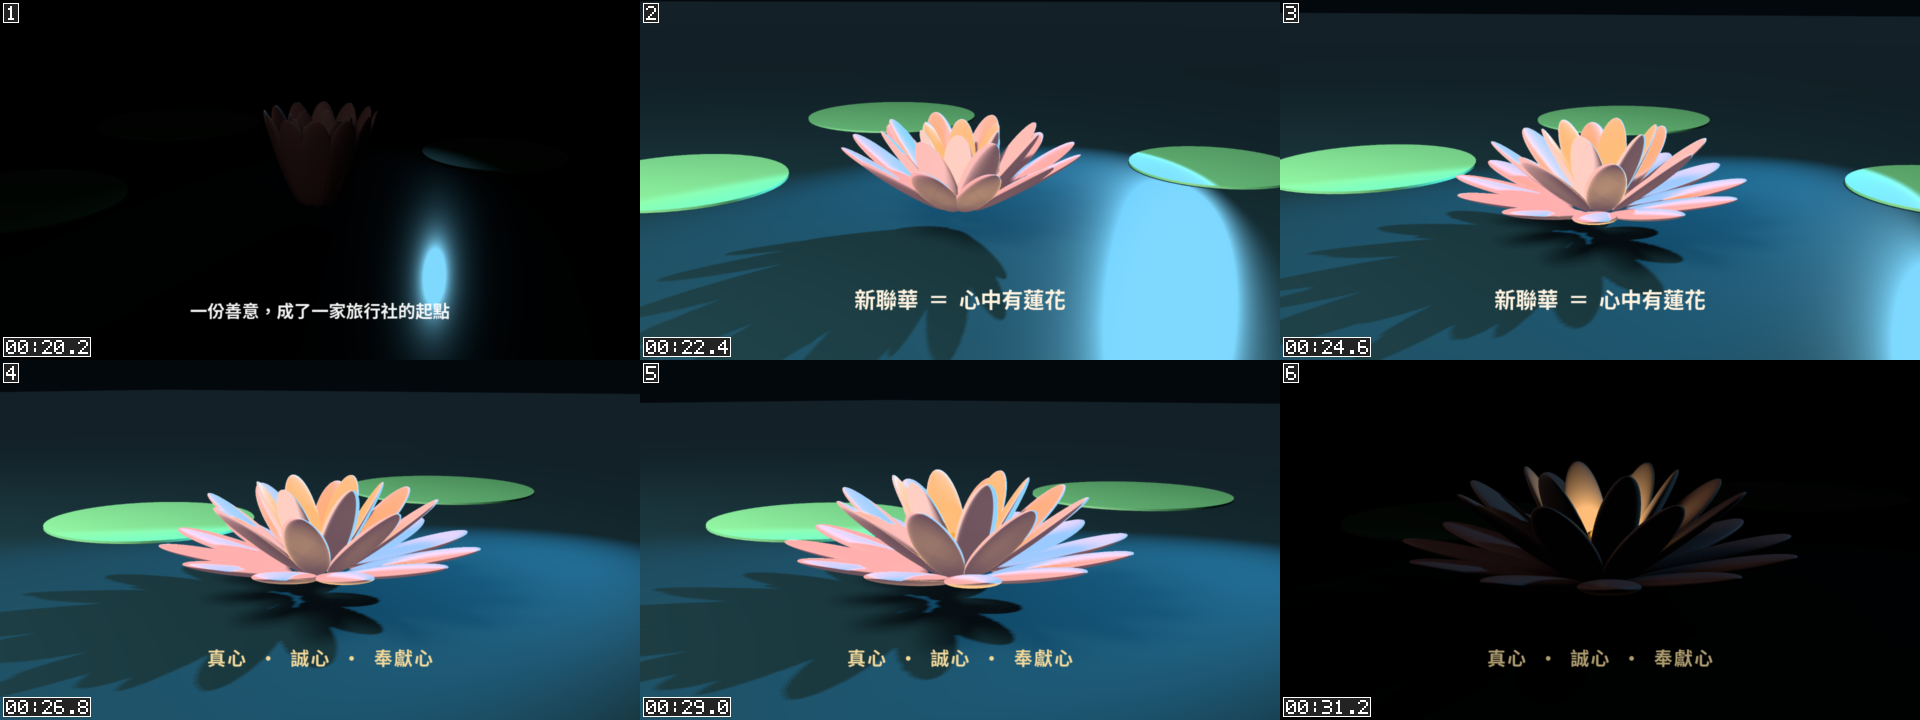 1
一份善意，成了一家旅行社的起點
00:20.2
2
新聯華 = 心中有蓮花
00:22.4
3
新聯華 = 心中有蓮花
00:24.6
4
真心 · 誠心 · 奉獻心
00:26.8
5
真心 · 誠心 · 奉獻心
00:29.0
6
真心 · 誠心 · 奉獻心
00:31.2